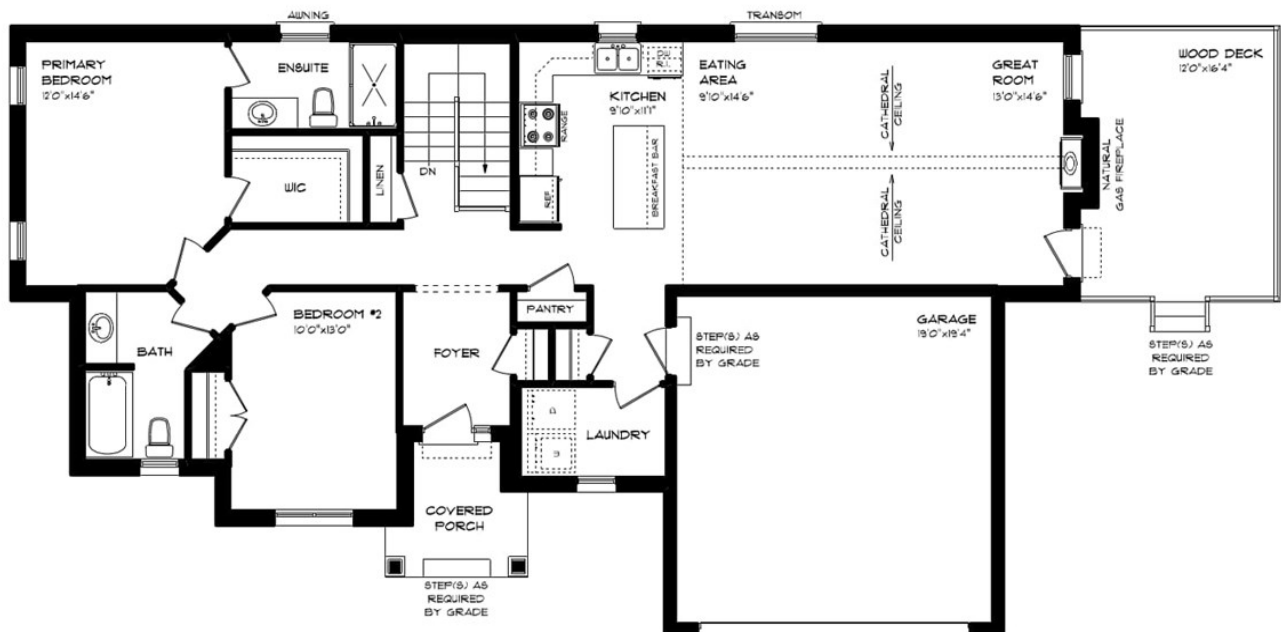 AWNING
TRANSOM
PRIMARY
BEDROOM
12'0"x14'6"
ENSUITE
KITCHEN
9'10"x11'1"
RANGE
REF.
BREAKFAST BAR
EATING
AREA
9'10"x14'6"
CATHEDRAL
CEILING
CATHEDRAL
CEILING
GREAT
ROOM
13'0"x14'6"
WOOD DECK
12'0"x16'4"
NATURAL
GAS FIREPLACE
WIC
LINEN
DN
PANTRY
BEDROOM #2
10'0"x13'0"
BATH
FOYER
LAUNDRY
STEP(S) AS
REQUIRED
BY GRADE
GARAGE
19'0"x19'4"
STEP(S) AS
REQUIRED
BY GRADE
COVERED
PORCH
STEP(S) AS
REQUIRED
BY GRADE